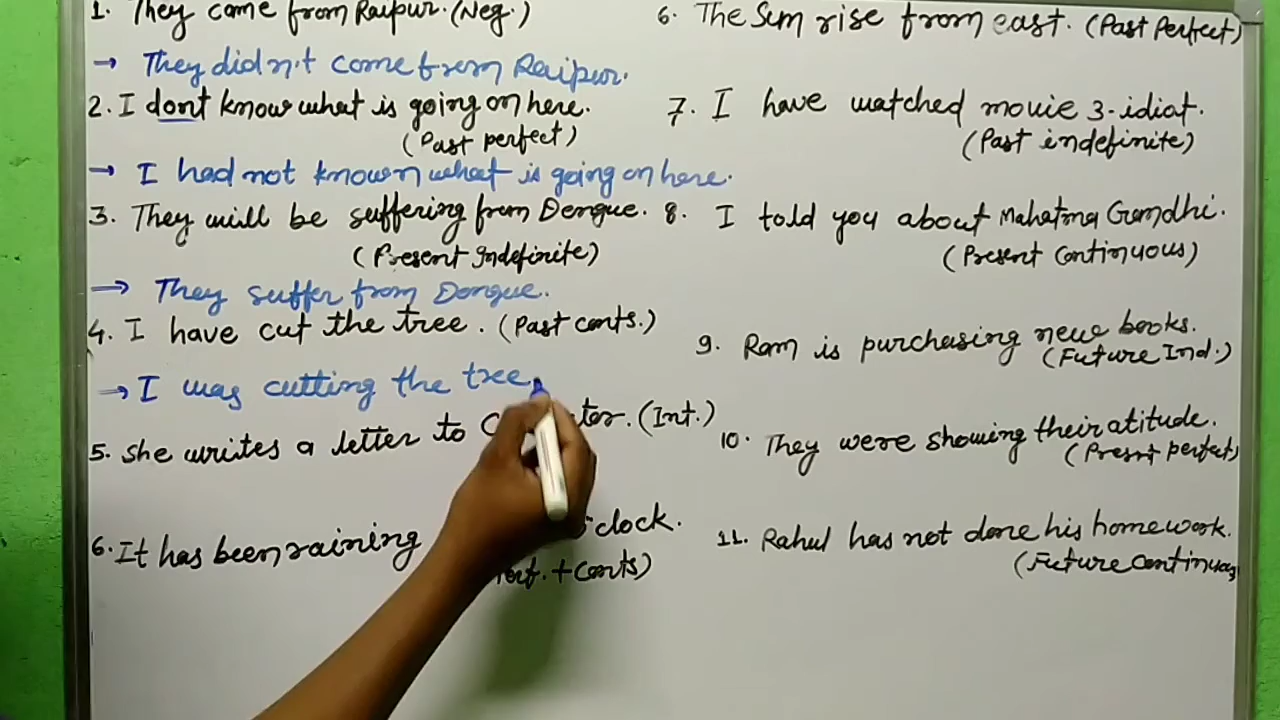 1. They come from Raipur. (Neg.)
→ They didn't come from Raipur.
2. I dont know what is going on here.
(Past perfect)
→ I had not known what is going on here.
3. They will be suffering from Dengue.
(Present Indefinite)
→ They suffer from Dengue.
4. I have cut the tree. (Past conts.)
→ I was cutting the tree.
5. She writes a letter to (Int.)
6. It has been raining clock.
+ Conts)
6. The Sun rise from east. (Past Perfect)
7. I have watched movie 3-idiat.
(Past indefinite)
8. I told you about Mahatma Gandhi.
(Present Continuous)
9. Ram is purchasing new books.
(Future Ind.)
10. They were showing their atitude.
(Present perfect)
11. Rahul has not done his homework.
(Future Continuous